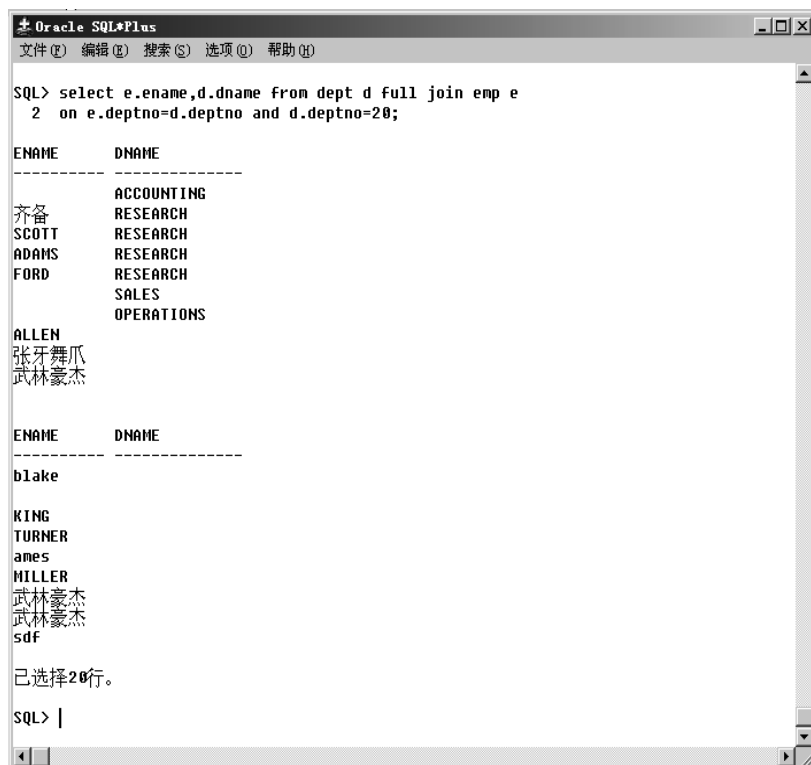 Oracle SQL*Plus
文件(F) 编辑(E) 搜索(S) 选项(O) 帮助(H)
SQL> select e.ename,d.dname from dept d full join emp e
2 on e.deptno=d.deptno and d.deptno=20;
ENAME DNAME
---------- --------------
ACCOUNTING
齐备 RESEARCH
SCOTT RESEARCH
ADAMS RESEARCH
FORD RESEARCH
SALES
OPERATIONS
ALLEN
张牙舞爪
武林豪杰
ENAME DNAME
---------- --------------
blake
KING
TURNER
ames
MILLER
武林豪杰
武林豪杰
sdf
已选择20行。
SQL>